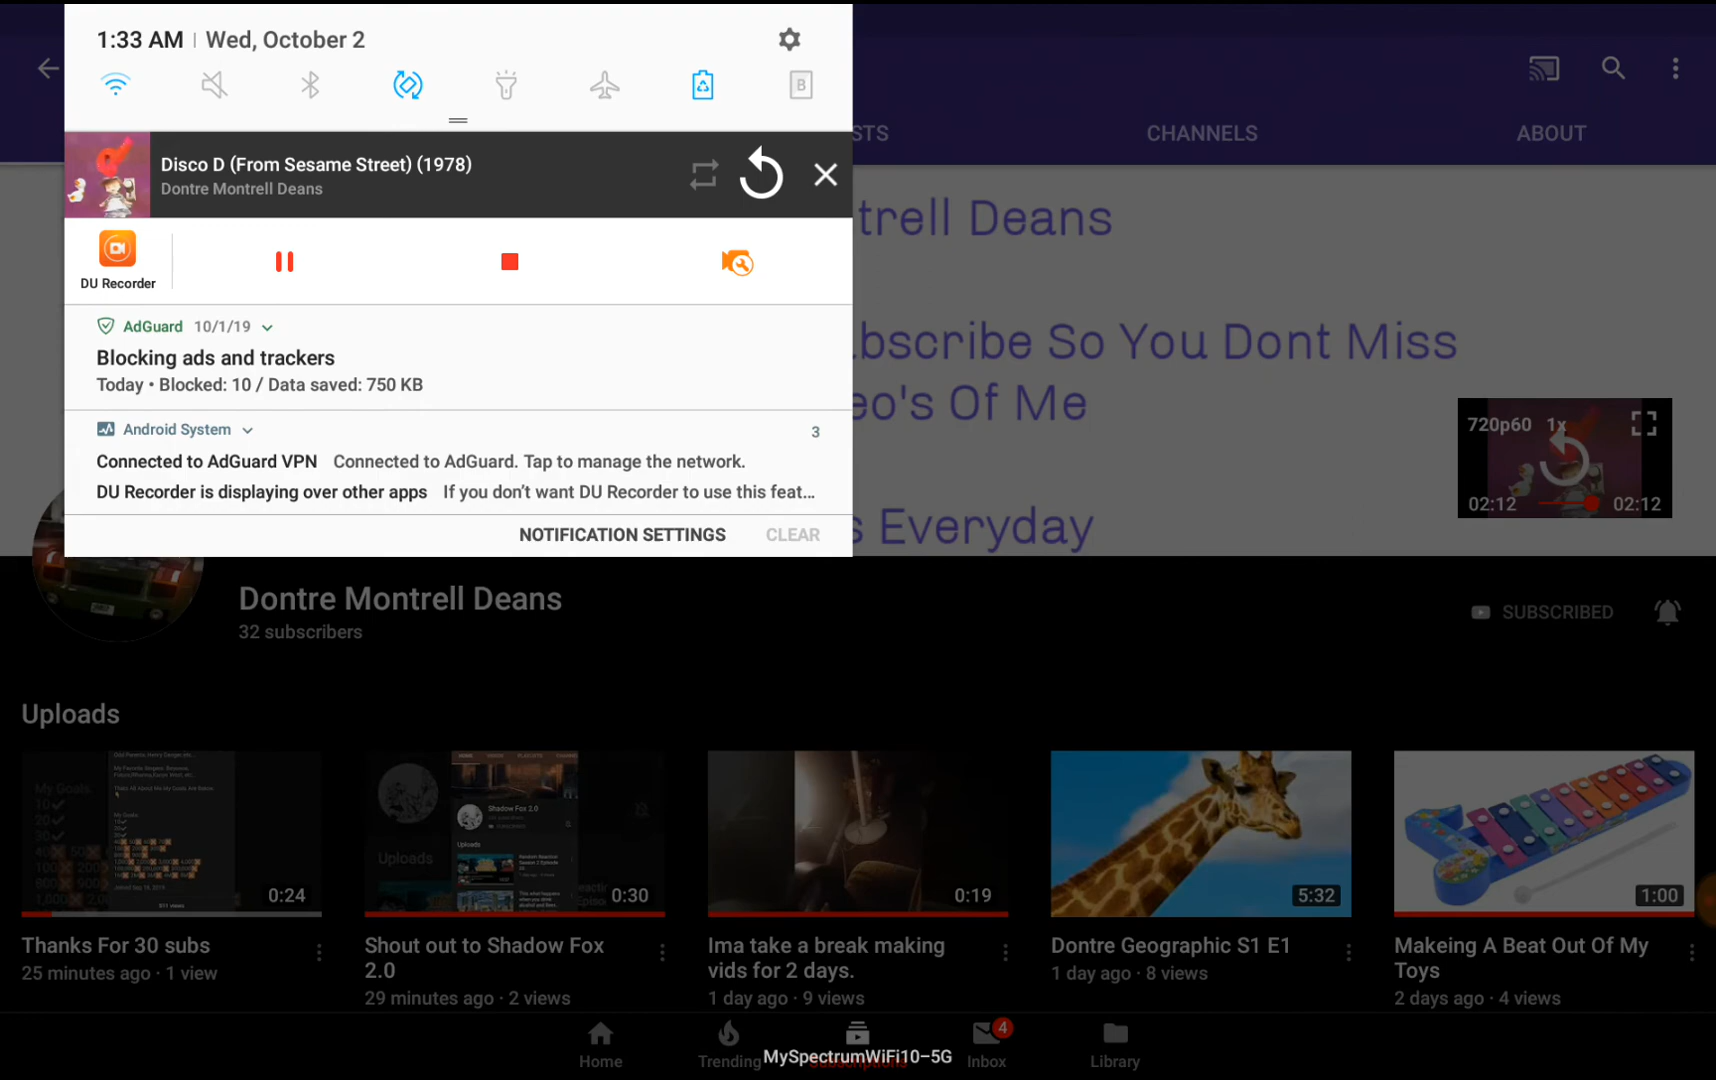 1:33 AM | Wed, October 2
B
Disco D (From Sesame Street) (1978)
Dontre Montrell Deans
DU Recorder
AdGuard 10/1/19
Blocking ads and trackers
Today • Blocked: 10 / Data saved: 750 KB
Android System
3
Connected to AdGuard VPN Connected to AdGuard. Tap to manage the network.
DU Recorder is displaying over other apps If you don't want DU Recorder to use this feat...
NOTIFICATION SETTINGS CLEAR
STS CHANNELS ABOUT
trell Deans
bscribe So You Dont Miss
eo's Of Me
s Everyday
720p60 1x
02:12 02:12
Dontre Montrell Deans
32 subscribers
SUBSCRIBED
Uploads
My Goals
0:24
Shadow Fox 2.0
Uploads
0:30
0:19
5:32
1:00
Thanks For 30 subs
25 minutes ago · 1 view
Shout out to Shadow Fox
2.0
29 minutes ago · 2 views
Ima take a break making
vids for 2 days.
1 day ago · 9 views
Dontre Geographic S1 E1
1 day ago · 8 views
Makeing A Beat Out Of My
Toys
2 days ago · 4 views
4
Home Trending Subscriptions Inbox Library
MySpectrumWiFi10-5G